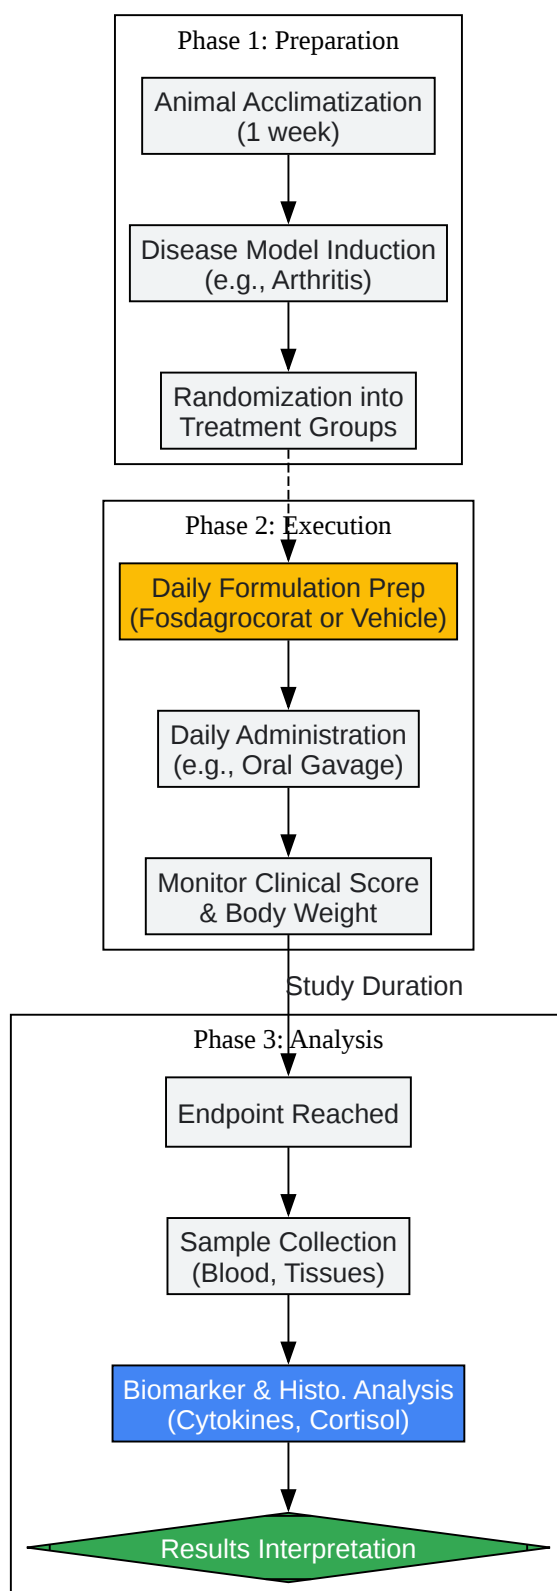 Phase 1: Preparation
Animal Acclimatization
(1 week)
Disease Model Induction
(e.g., Arthritis)
Randomization into
Treatment Groups
Phase 2: Execution
Daily Formulation Prep
(Fosdagrocorat or Vehicle)
Daily Administration
(e.g., Oral Gavage)
Monitor Clinical Score
& Body Weight
Study Duration
Phase 3: Analysis
Endpoint Reached
Sample Collection
(Blood, Tissues)
Biomarker & Histo. Analysis
(Cytokines, Cortisol)
Results Interpretation